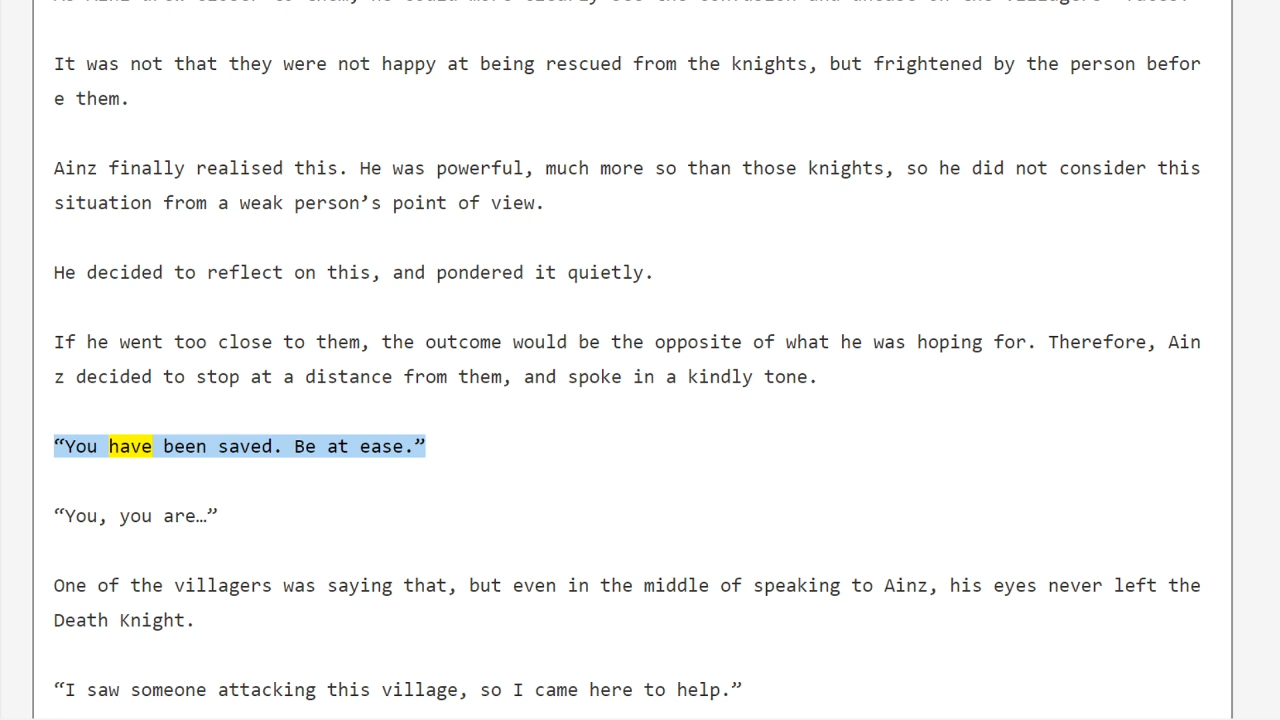 It was not that they were not happy at being rescued from the knights, but frightened by the person befor
e them.
Ainz finally realised this. He was powerful, much more so than those knights, so he did not consider this
situation from a weak person’s point of view.
He decided to reflect on this, and pondered it quietly.
If he went too close to them, the outcome would be the opposite of what he was hoping for. Therefore, Ain
z decided to stop at a distance from them, and spoke in a kindly tone.
“You have been saved. Be at ease.”
“You, you are…”
One of the villagers was saying that, but even in the middle of speaking to Ainz, his eyes never left the
Death Knight.
“I saw someone attacking this village, so I came here to help.”